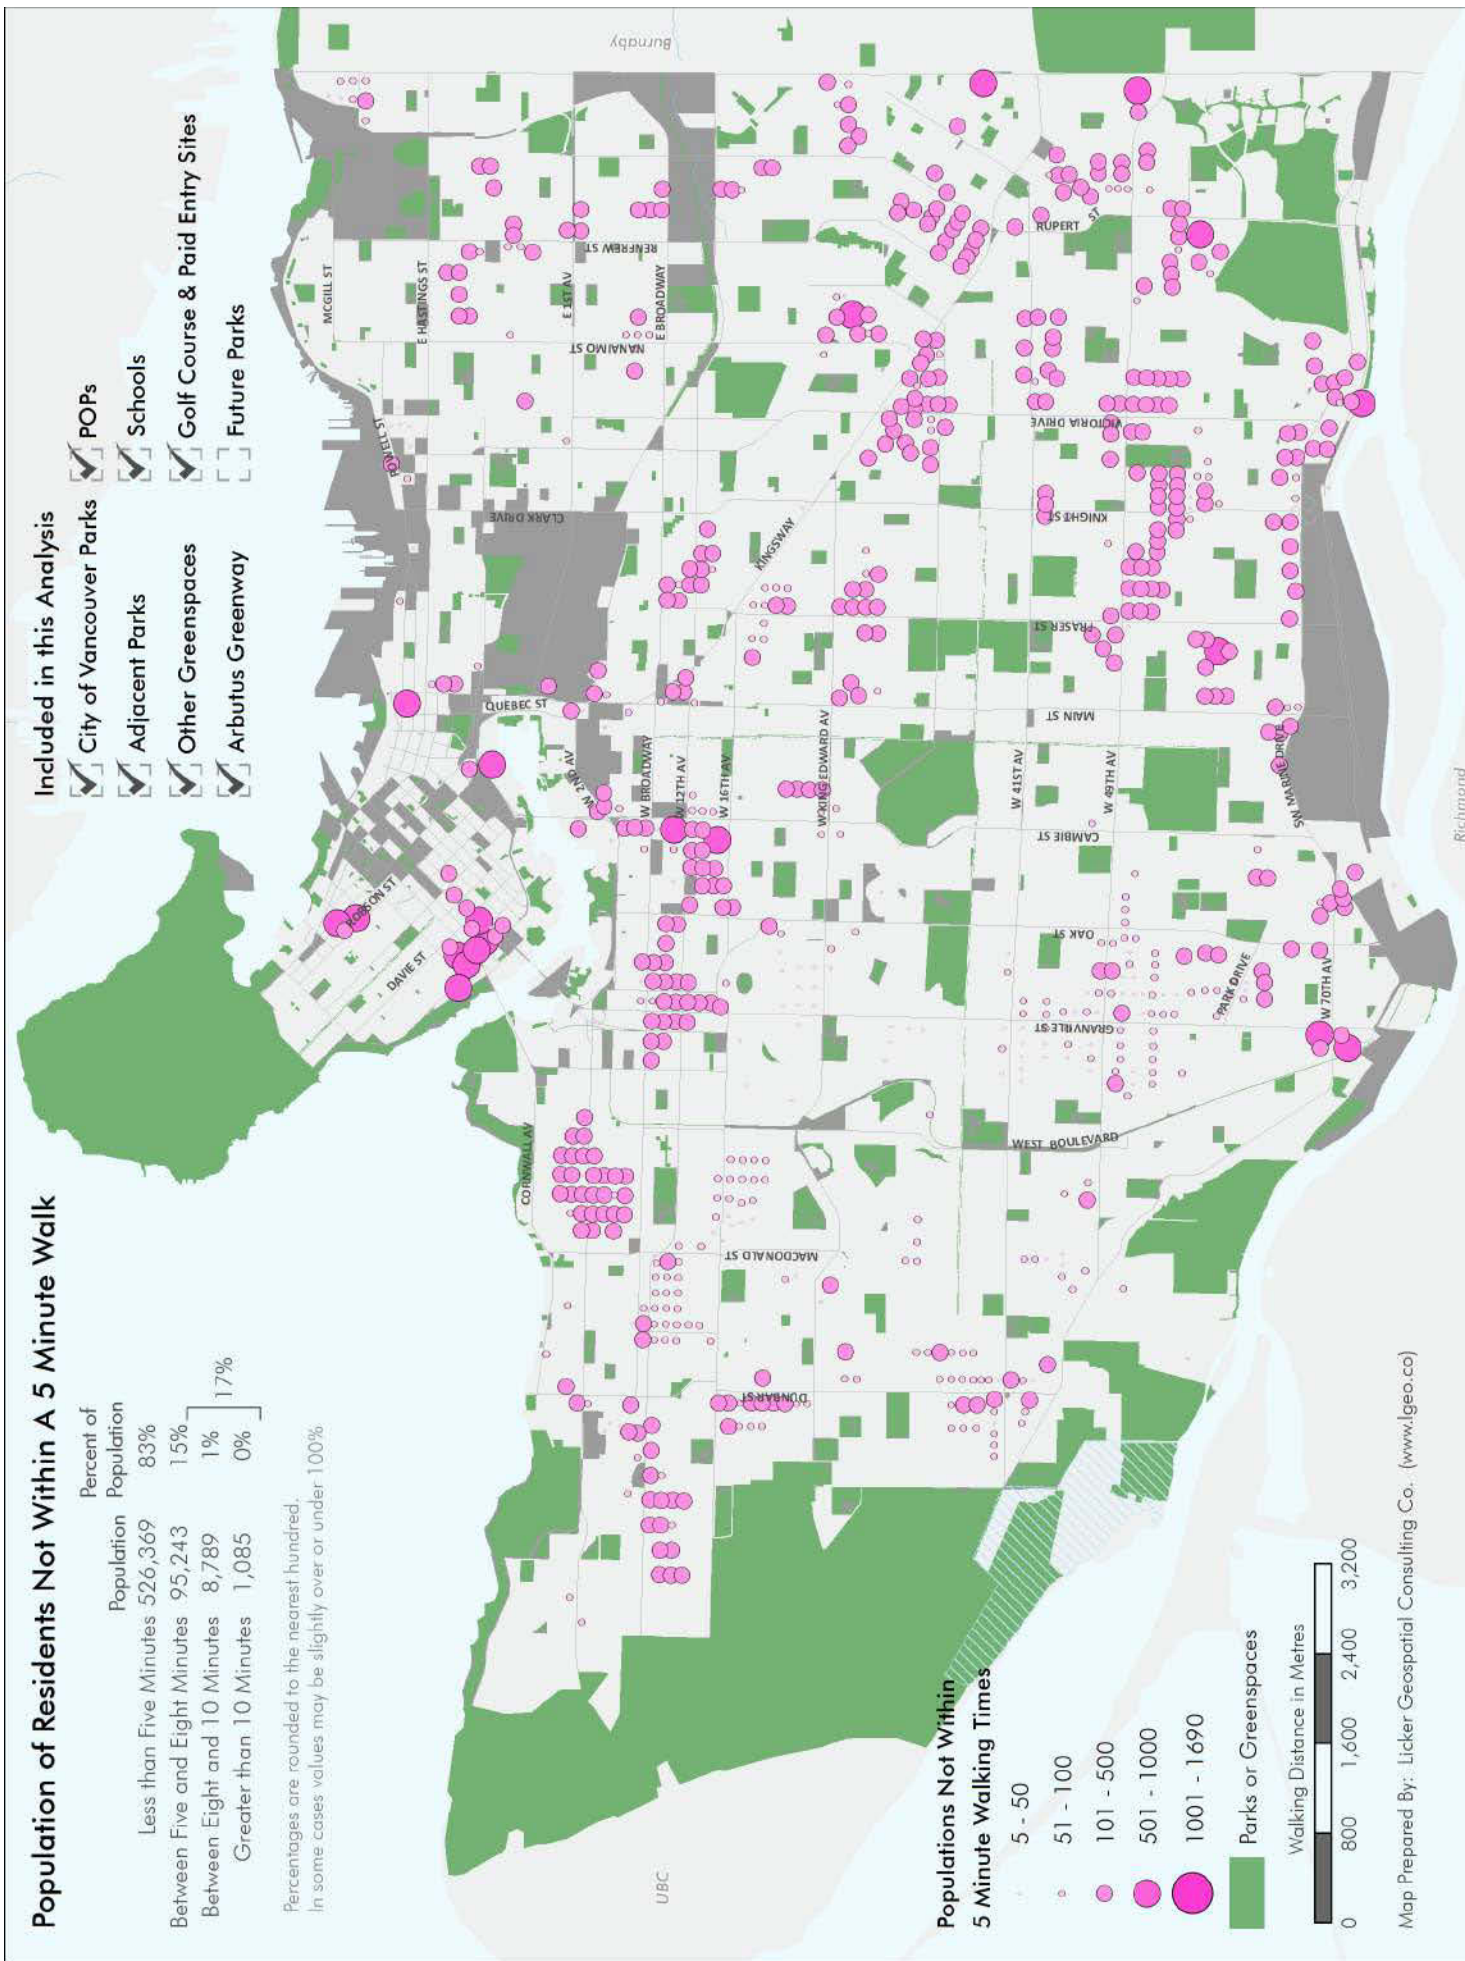 Population of Residents Not Within A 5 Minute Walk
Population Percent of Population
Less than Five Minutes 526,369 83%
Between Five and Eight Minutes 95,243 15%
Between Eight and 10 Minutes 8,789 1%
Greater than 10 Minutes 1,085 0%
17%
Percentages are rounded to the nearest hundred.
In some cases values may be slightly over or under 100%
Included in this Analysis
City of Vancouver Parks
POPs
Adjacent Parks
Schools
Other Greenspaces
Golf Course & Paid Entry Sites
Arbutus Greenway
Future Parks
Burnaby
UBC
Richmond
MCGILL ST
E HASTINGS ST
POWELL ST
E 1ST AV
E BROADWAY
RENFREW ST
NANAIMO ST
RUPERT ST
CLARK DRIVE
VICTORIA DRIVE
KNIGHT ST
KINGSWAY
FRASER ST
QUEBEC ST
MAIN ST
W 2ND AV
W BROADWAY
W 12TH AV
W 16TH AV
W KING EDWARD AV
W 41ST AV
W 49TH AV
SW MARINE DRIVE
CAMBIE ST
ROBSON ST
DAVIE ST
OAK ST
PARK DRIVE
W 70TH AV
GRANVILLE ST
CORNWALL AV
WEST BOULEVARD
MACDONALD ST
DUNBAR ST
Populations Not Within
5 Minute Walking Times
5 - 50
51 - 100
101 - 500
501 - 1000
1001 - 1690
Parks or Greenspaces
Walking Distance in Metres
0 800 1,600 2,400 3,200
Map Prepared By: Licker Geospatial Consulting Co. (www.lgeo.co)